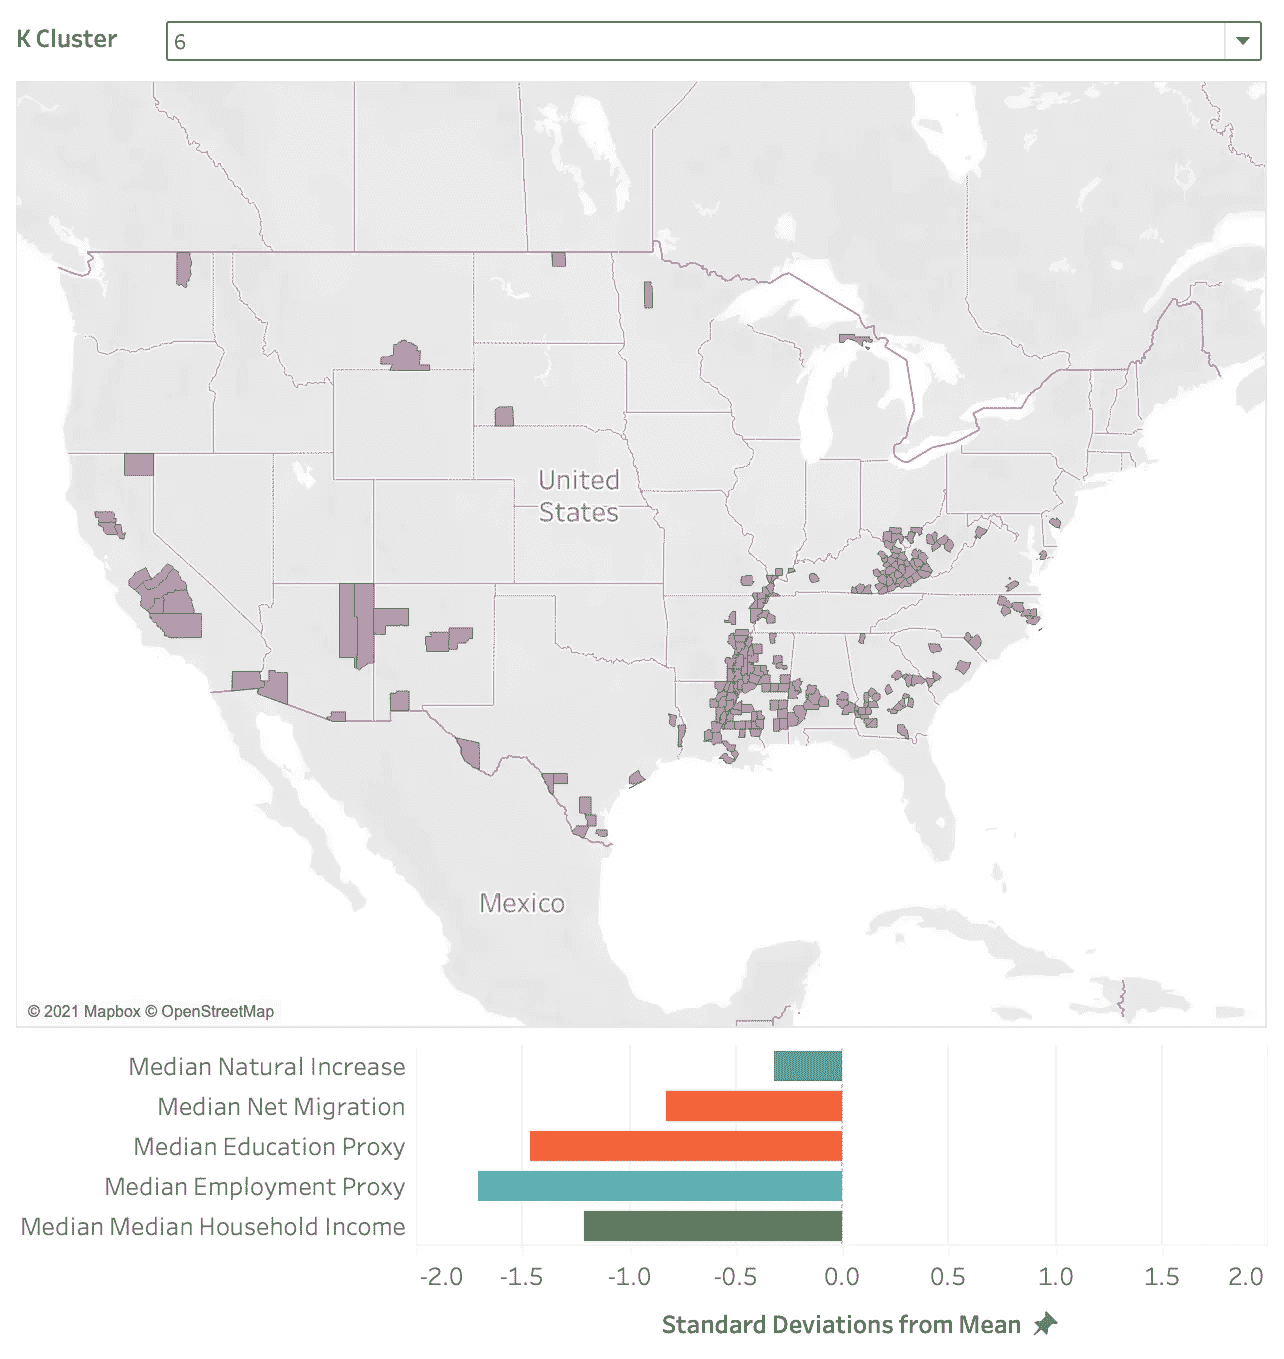 K Cluster
6
United
States
Mexico
© 2021 Mapbox © OpenStreetMap
Median Natural Increase
Median Net Migration
Median Education Proxy
Median Employment Proxy
Median Median Household Income
-2.0 -1.5 -1.0 -0.5 0.0 0.5 1.0 1.5 2.0
Standard Deviations from Mean